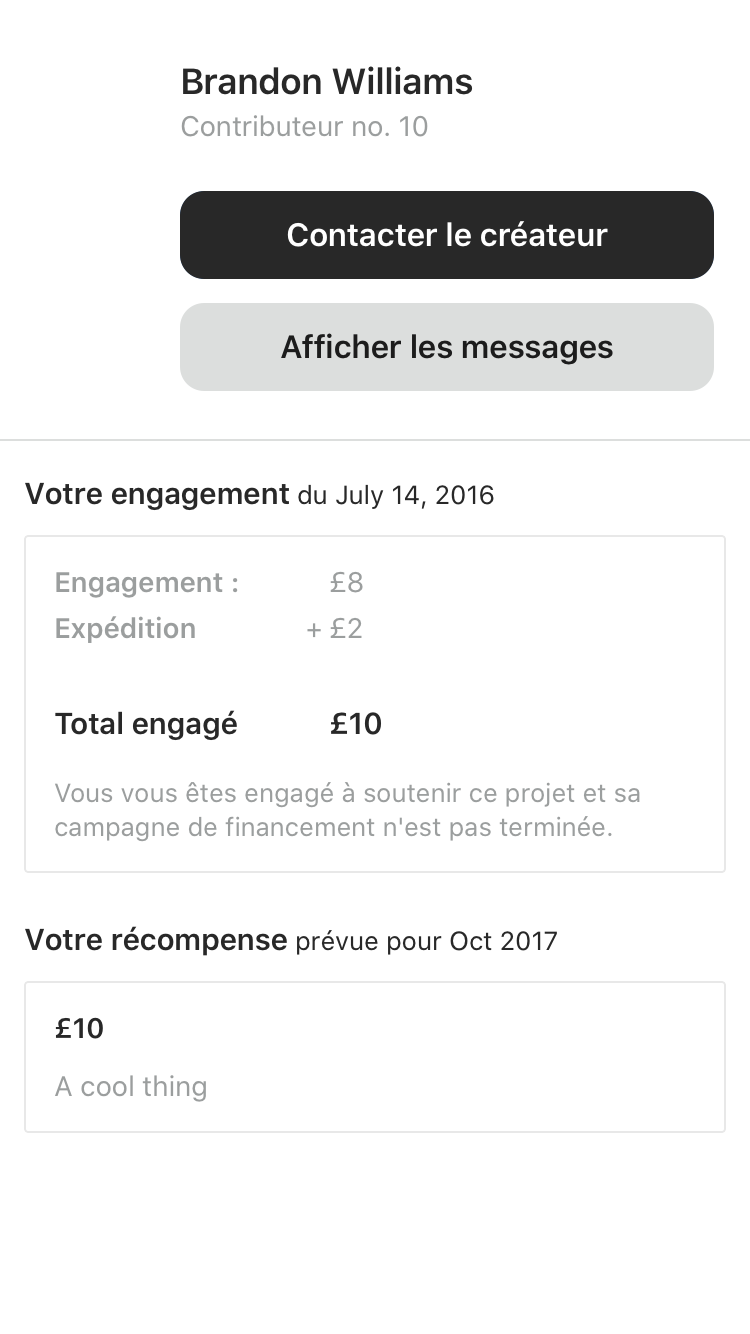 Brandon Williams
Contributeur no. 10
Contacter le créateur
Afficher les messages
Votre engagement du July 14, 2016
Engagement : £8
Expédition + £2
Total engagé £10
Vous vous êtes engagé à soutenir ce projet et sa
campagne de financement n'est pas terminée.
Votre récompense prévue pour Oct 2017
£10
A cool thing